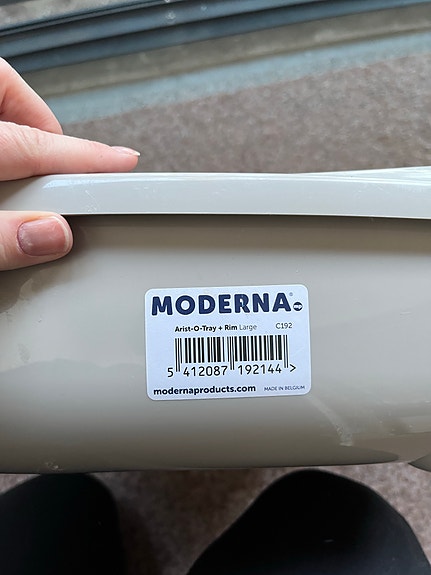 MODERNA®
Arist-O-Tray + Rim Large C192
5 412087 192144 >
modernaproducts.com MADE IN BELGIUM